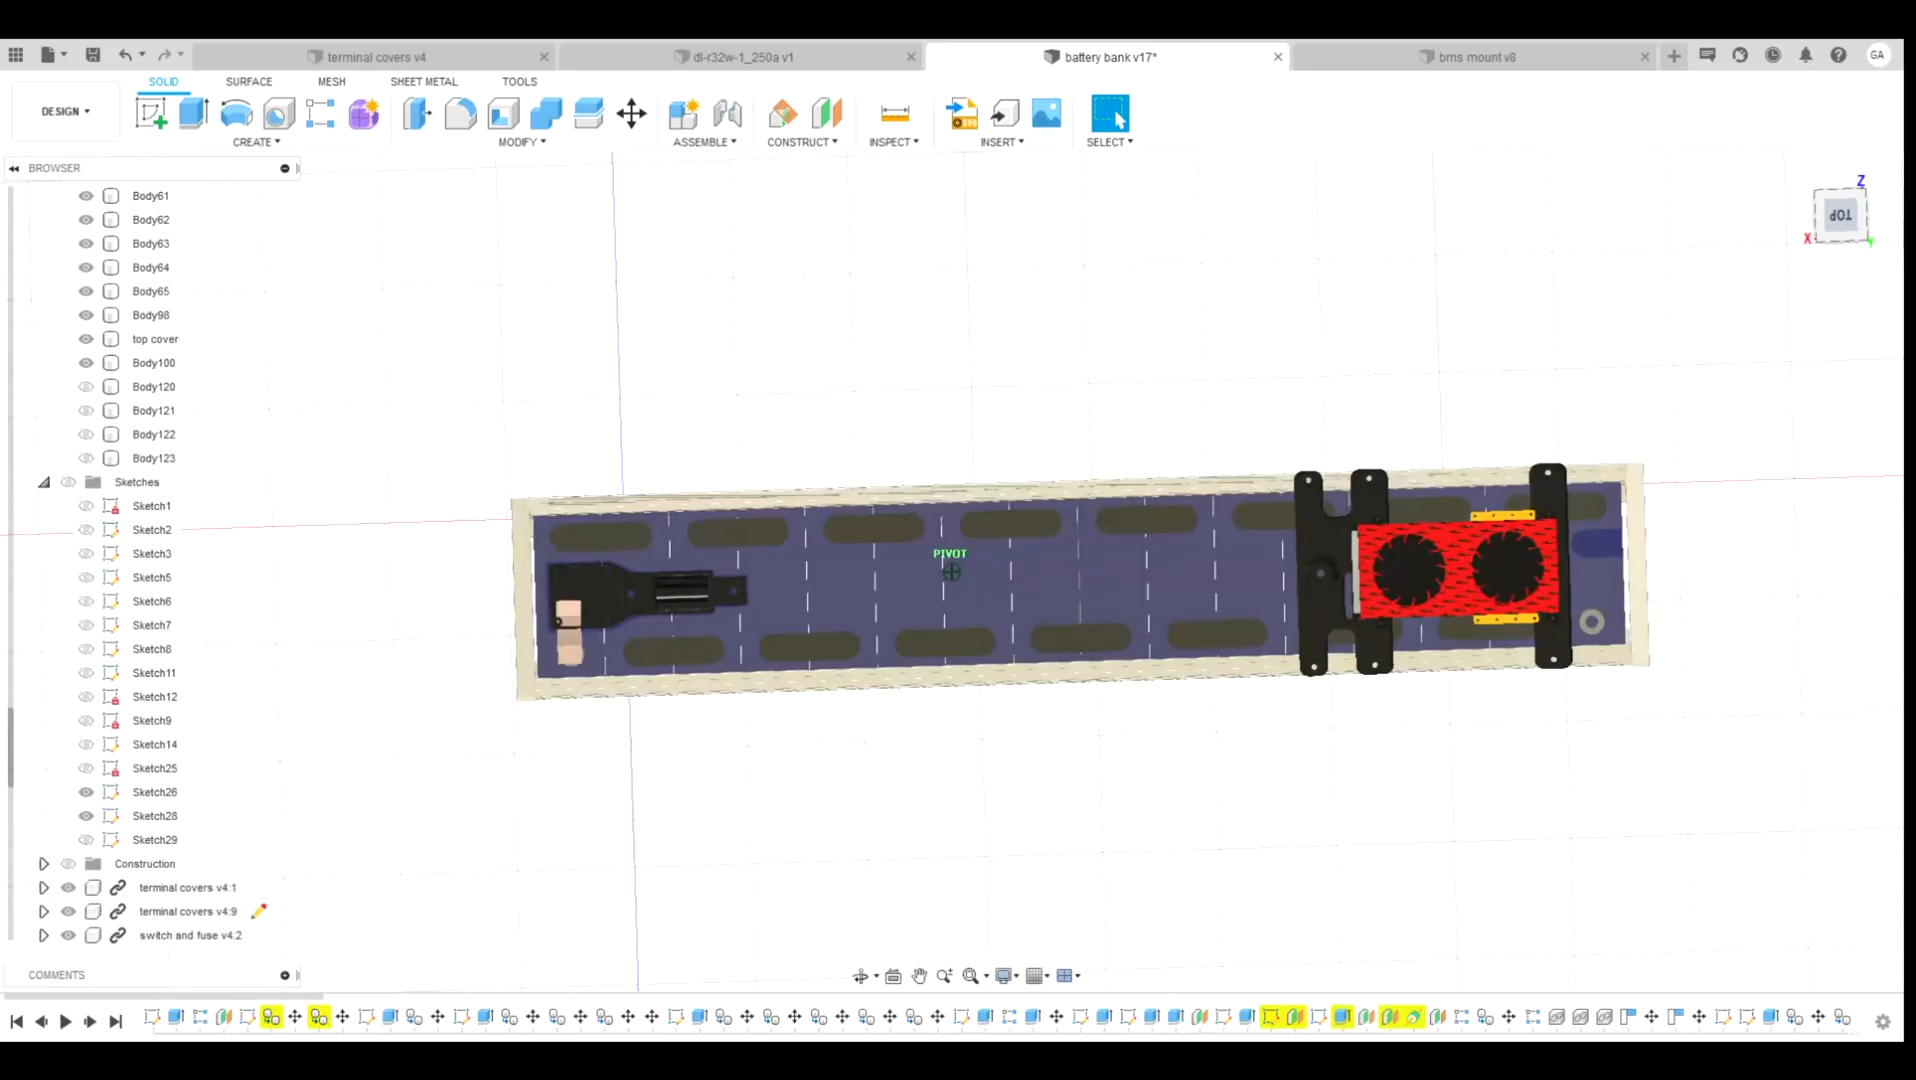 terminal covers v4
dl-r32w-1_250a v1
battery bank v17*
bms mount v8
GA
SOLID
SURFACE
MESH
SHEET METAL
TOOLS
DESIGN
CREATE
MODIFY
ASSEMBLE
CONSTRUCT
INSPECT
INSERT
SELECT
BROWSER
Body61
Body62
Body63
Body64
Body65
Body98
top cover
Body100
Body120
Body121
Body122
Body123
Sketches
Sketch1
Sketch2
Sketch3
Sketch5
Sketch6
Sketch7
Sketch8
Sketch11
Sketch12
Sketch9
Sketch14
Sketch25
Sketch26
Sketch28
Sketch29
Construction
terminal covers v4:1
terminal covers v4:9
switch and fuse v4:2
COMMENTS
PIVOT
Z
TOP
X
Y